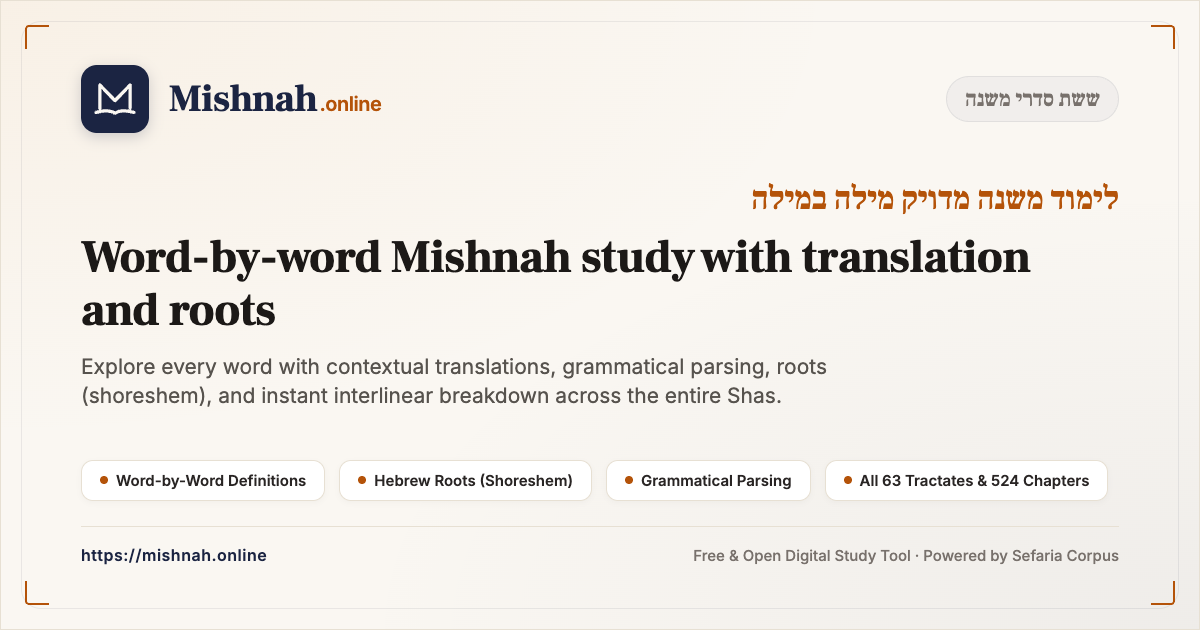 Mishnah.online
ששת סדרי משנה
לימוד משנה מדויק מילה במילה
Word-by-word Mishnah study with translation
and roots
Explore every word with contextual translations, grammatical parsing, roots
(shoreshem), and instant interlinear breakdown across the entire Shas.
Word-by-Word Definitions
Hebrew Roots (Shoreshem)
Grammatical Parsing
All 63 Tractates & 524 Chapters
https://mishnah.online
Free & Open Digital Study Tool · Powered by Sefaria Corpus